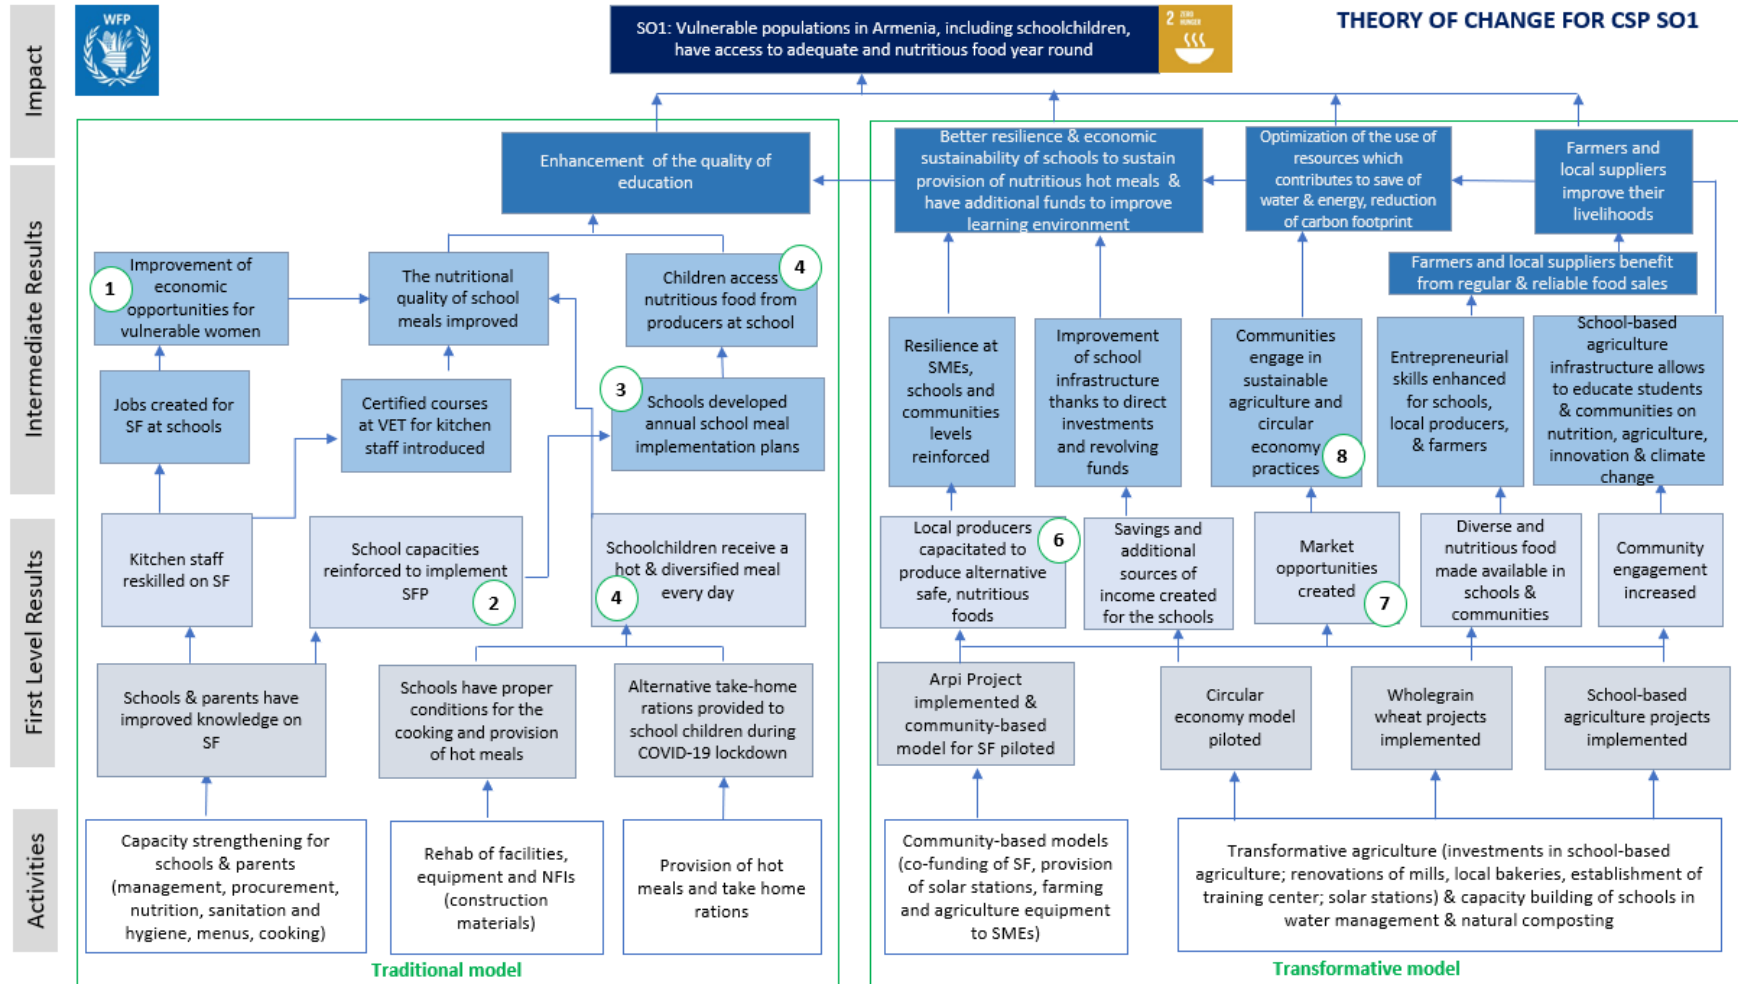 WFP
SO1: Vulnerable populations in Armenia, including schoolchildren,
have access to adequate and nutritious food year round
2 ZERO
HUNGER
THEORY OF CHANGE FOR CSP SO1
Impact
Intermediate Results
First Level Results
Activities
Enhancement of the quality of
education
Better resilience & economic
sustainability of schools to sustain
provision of nutritious hot meals &
have additional funds to improve
learning environment
Optimization of the use of
resources which
contributes to save of
water & energy, reduction
of carbon footprint
Farmers and
local suppliers
improve their
livelihoods
1
Improvement of
economic
opportunities for
vulnerable women
The nutritional
quality of school
meals improved
4
Children access
nutritious food from
producers at school
Farmers and local suppliers benefit
from regular & reliable food sales
Jobs created for
SF at schools
Certified courses
at VET for kitchen
staff introduced
3
Schools developed
annual school meal
implementation plans
Resilience at
SMEs,
schools and
communities
levels
reinforced
Improvement
of school
infrastructure
thanks to direct
investments
and revolving
funds
Communities
engage in
sustainable
agriculture and
circular
economy
practices
8
Entrepreneurial
skills enhanced
for schools,
local producers,
& farmers
School-based
agriculture
infrastructure allows
to educate students
& communities on
nutrition, agriculture,
innovation & climate
change
Kitchen staff
reskilled on SF
School capacities
reinforced to implement
SFP
2
Schoolchildren receive a
hot & diversified meal
every day
4
Local producers
capacitated to
produce alternative
safe, nutritious
foods
6
Savings and
additional
sources of
income created
for the schools
Market
opportunities
created
7
Diverse and
nutritious food
made available in
schools &
communities
Community
engagement
increased
Schools & parents have
improved knowledge on
SF
Schools have proper
conditions for the
cooking and provision
of hot meals
Alternative take-home
rations provided to
school children during
COVID-19 lockdown
Arpi Project
implemented &
community-based
model for SF piloted
Circular
economy model
piloted
Wholegrain
wheat projects
implemented
School-based
agriculture projects
implemented
Capacity strengthening for
schools & parents
(management, procurement,
nutrition, sanitation and
hygiene, menus, cooking)
Rehab of facilities,
equipment and NFIs
(construction
materials)
Provision of hot
meals and take home
rations
Community-based models
(co-funding of SF, provision
of solar stations, farming
and agriculture equipment
to SMEs)
Transformative agriculture (investments in school-based
agriculture; renovations of mills, local bakeries, establishment of
training center; solar stations) & capacity building of schools in
water management & natural composting
Traditional model
Transformative model